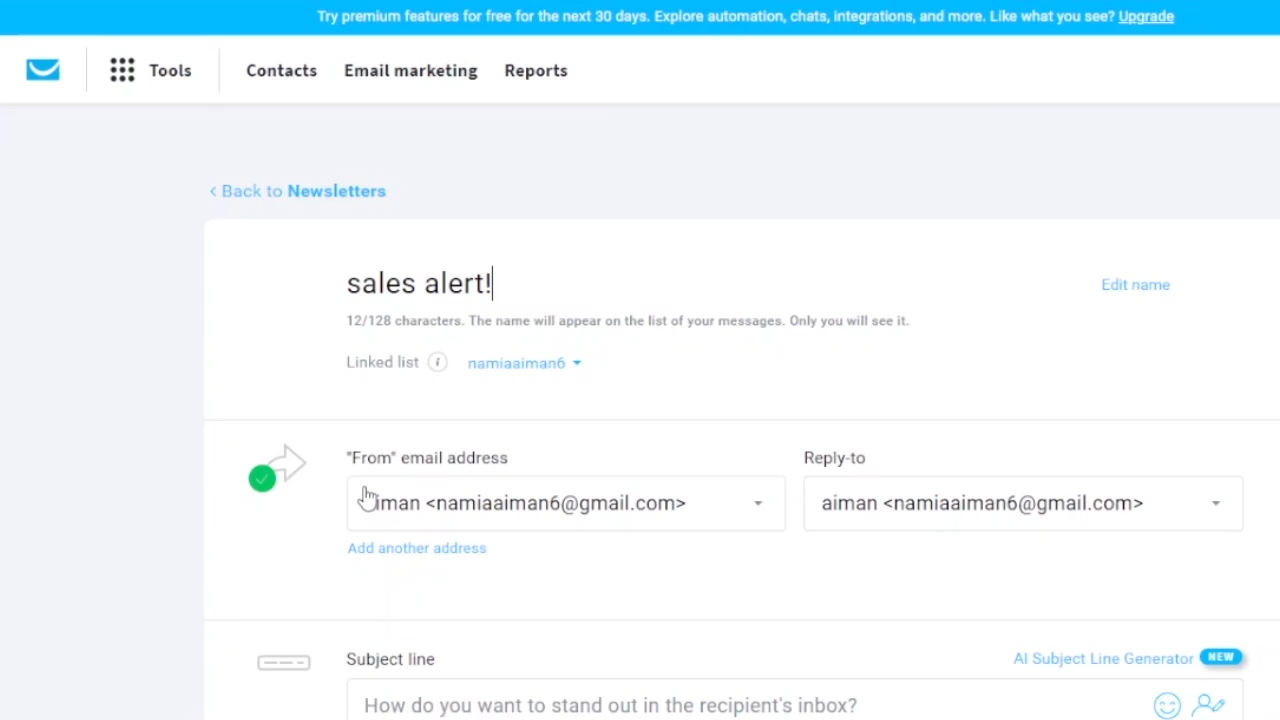 Try premium features for free for the next 30 days. Explore automation, chats, integrations, and more. Like what you see? Upgrade
Tools Contacts Email marketing Reports
< Back to Newsletters
sales alert!
Edit name
12/128 characters. The name will appear on the list of your messages. Only you will see it.
Linked list i namiaaiman6
"From" email address Reply-to
aiman <namiaaiman6@gmail.com> aiman <namiaaiman6@gmail.com>
Add another address
Subject line AI Subject Line Generator NEW
How do you want to stand out in the recipient's inbox?